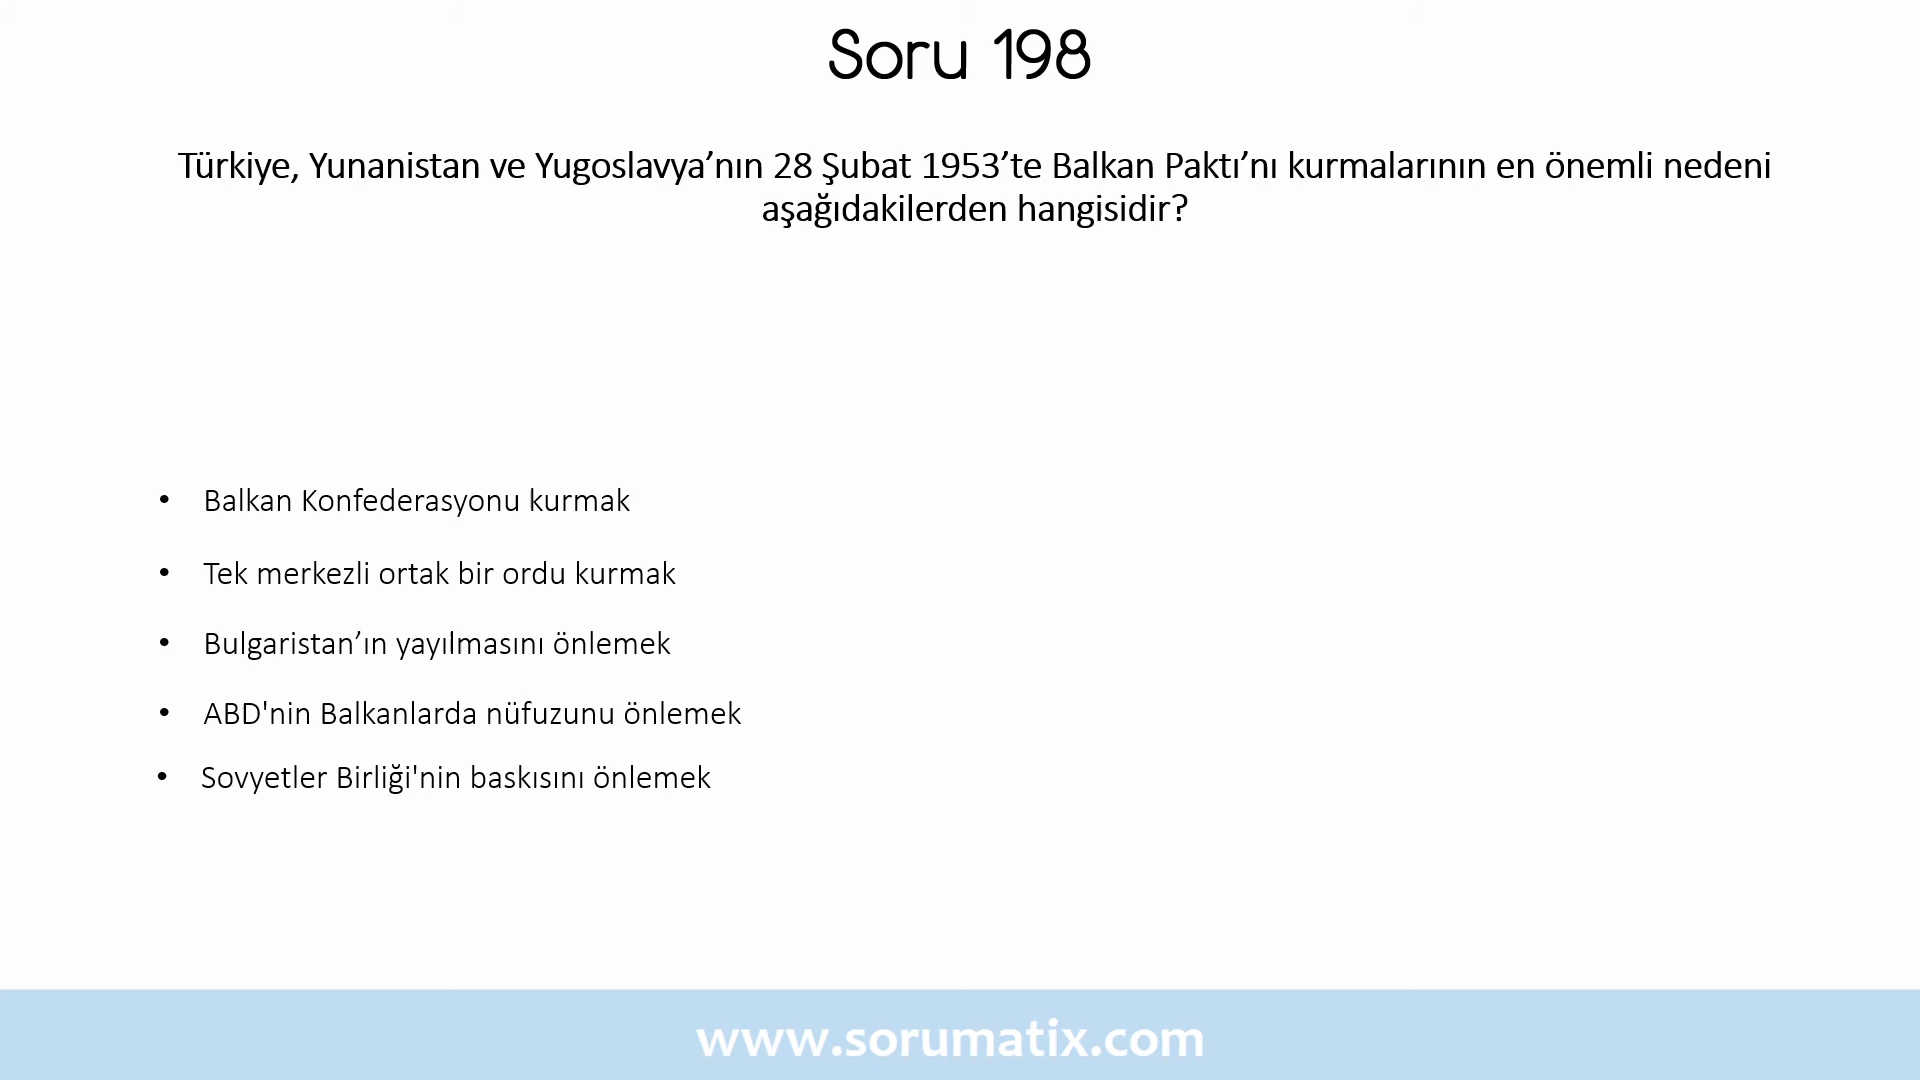 Soru 198
Türkiye, Yunanistan ve Yugoslavya’nın 28 Şubat 1953’te Balkan Paktı’nı kurmalarının en önemli nedeni
aşağıdakilerden hangisidir?
• Balkan Konfederasyonu kurmak
• Tek merkezli ortak bir ordu kurmak
• Bulgaristan’ın yayılmasını önlemek
• ABD'nin Balkanlarda nüfuzunu önlemek
• Sovyetler Birliği'nin baskısını önlemek
www.sorumatix.com